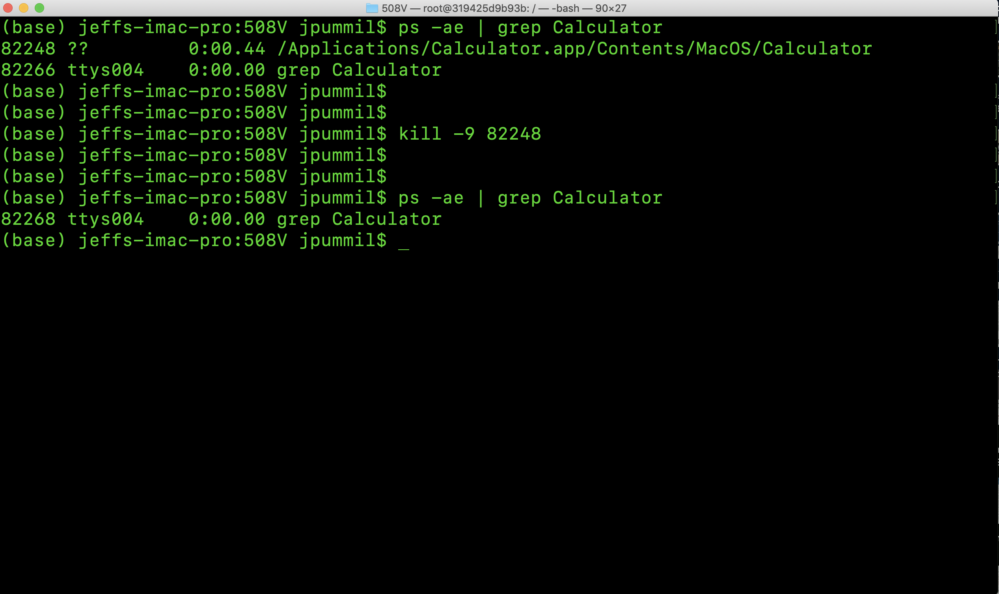 508V — root@319425d9b93b: / — -bash — 90×27
(base) jeffs-imac-pro:508V jpummil$ ps -ae | grep Calculator
82248 ??         0:00.44 /Applications/Calculator.app/Contents/MacOS/Calculator
82266 ttys004    0:00.00 grep Calculator
(base) jeffs-imac-pro:508V jpummil$
(base) jeffs-imac-pro:508V jpummil$
(base) jeffs-imac-pro:508V jpummil$ kill -9 82248
(base) jeffs-imac-pro:508V jpummil$
(base) jeffs-imac-pro:508V jpummil$
(base) jeffs-imac-pro:508V jpummil$ ps -ae | grep Calculator
82268 ttys004    0:00.00 grep Calculator
(base) jeffs-imac-pro:508V jpummil$ _